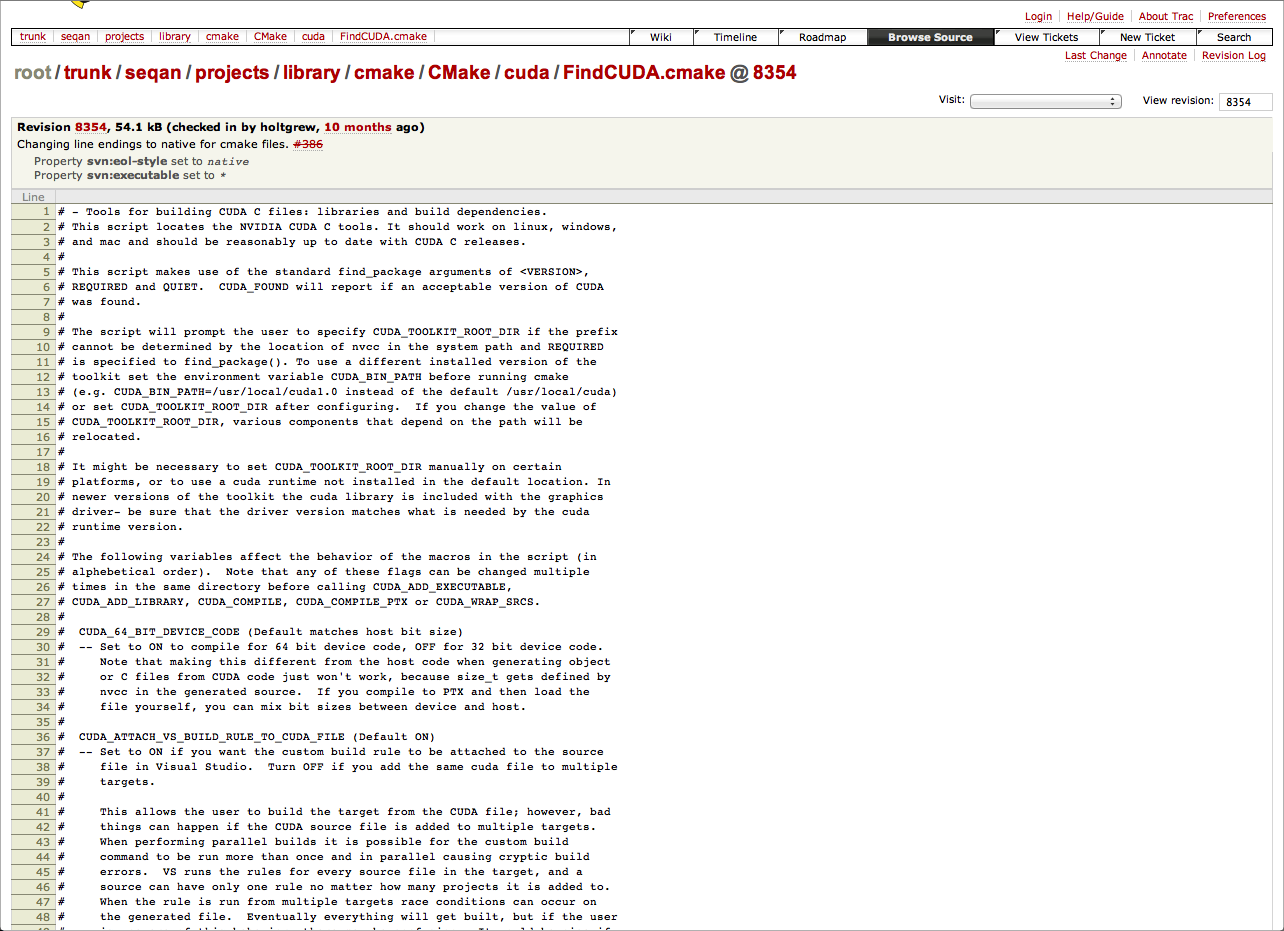 Login Help/Guide About Trac Preferences
trunk seqan projects library cmake CMake cuda FindCUDA.cmake Wiki Timeline Roadmap Browse Source View Tickets New Ticket Search
Last Change Annotate Revision Log
root/trunk/seqan/projects/library/cmake/CMake/cuda/FindCUDA.cmake @ 8354
Visit: View revision: 8354
Revision 8354, 54.1 kB (checked in by holtgrew, 10 months ago)
Changing line endings to native for cmake files. #386
Property svn:eol-style set to native
Property svn:executable set to *
Line
1 # - Tools for building CUDA C files: libraries and build dependencies.
2 # This script locates the NVIDIA CUDA C tools. It should work on linux, windows,
3 # and mac and should be reasonably up to date with CUDA C releases.
4 #
5 # This script makes use of the standard find_package arguments of <VERSION>,
6 # REQUIRED and QUIET.  CUDA_FOUND will report if an acceptable version of CUDA
7 # was found.
8 #
9 # The script will prompt the user to specify CUDA_TOOLKIT_ROOT_DIR if the prefix
10 # cannot be determined by the location of nvcc in the system path and REQUIRED
11 # is specified to find_package(). To use a different installed version of the
12 # toolkit set the environment variable CUDA_BIN_PATH before running cmake
13 # (e.g. CUDA_BIN_PATH=/usr/local/cuda1.0 instead of the default /usr/local/cuda)
14 # or set CUDA_TOOLKIT_ROOT_DIR after configuring.  If you change the value of
15 # CUDA_TOOLKIT_ROOT_DIR, various components that depend on the path will be
16 # relocated.
17 #
18 # It might be necessary to set CUDA_TOOLKIT_ROOT_DIR manually on certain
19 # platforms, or to use a cuda runtime not installed in the default location. In
20 # newer versions of the toolkit the cuda library is included with the graphics
21 # driver- be sure that the driver version matches what is needed by the cuda
22 # runtime version.
23 #
24 # The following variables affect the behavior of the macros in the script (in
25 # alphebetical order).  Note that any of these flags can be changed multiple
26 # times in the same directory before calling CUDA_ADD_EXECUTABLE,
27 # CUDA_ADD_LIBRARY, CUDA_COMPILE, CUDA_COMPILE_PTX or CUDA_WRAP_SRCS.
28 #
29 #  CUDA_64_BIT_DEVICE_CODE (Default matches host bit size)
30 #  -- Set to ON to compile for 64 bit device code, OFF for 32 bit device code.
31 #     Note that making this different from the host code when generating object
32 #     or C files from CUDA code just won't work, because size_t gets defined by
33 #     nvcc in the generated source.  If you compile to PTX and then load the
34 #     file yourself, you can mix bit sizes between device and host.
35 #
36 #  CUDA_ATTACH_VS_BUILD_RULE_TO_CUDA_FILE (Default ON)
37 #  -- Set to ON if you want the custom build rule to be attached to the source
38 #     file in Visual Studio.  Turn OFF if you add the same cuda file to multiple
39 #     targets.
40 #
41 #     This allows the user to build the target from the CUDA file; however, bad
42 #     things can happen if the CUDA source file is added to multiple targets.
43 #     When performing parallel builds it is possible for the custom build
44 #     command to be run more than once and in parallel causing cryptic build
45 #     errors.  VS runs the rules for every source file in the target, and a
46 #     source can have only one rule no matter how many projects it is added to.
47 #     When the rule is run from multiple targets race conditions can occur on
48 #     the generated file.  Eventually everything will get built, but if the user